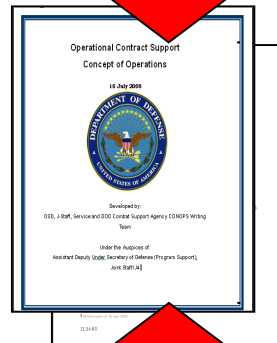 Operational Contract Support
Concept of Operations
15 July 2005
DEPARTMENT OF DEFENSE
UNITED STATES OF AMERICA
Developed by:
OSD, J-Staff, Service and DOD Combat Support Agency CONOPS Writing
Team
Under the Auspices of:
Assistant Deputy Under Secretary of Defense (Program Support),
Joint Staff/J4